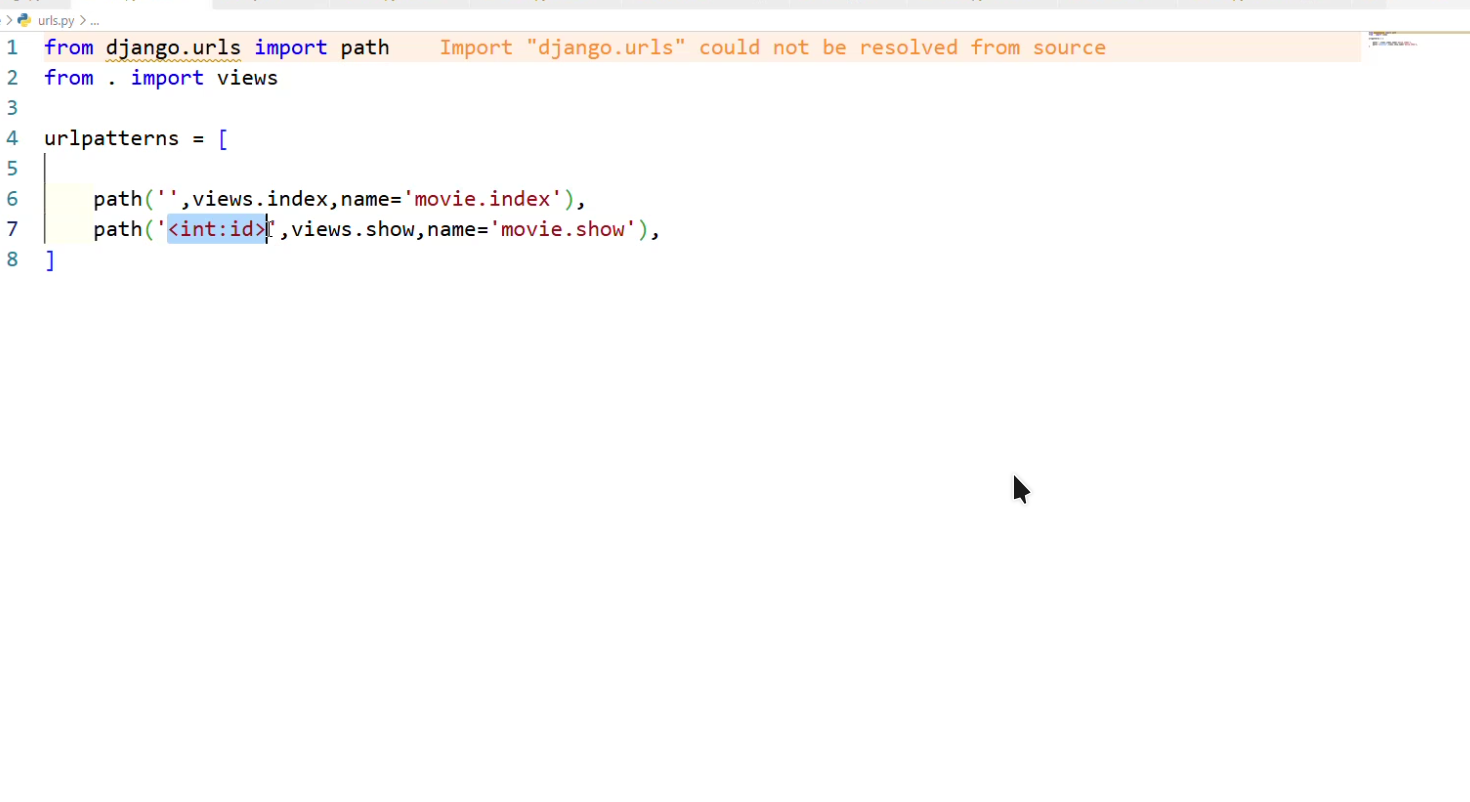 > urls.py > ...
1 from django.urls import path Import "django.urls" could not be resolved from source
2 from . import views
3
4 urlpatterns = [
5
6 path('',views.index,name='movie.index'),
7 path('<int:id>',views.show,name='movie.show'),
8 ]